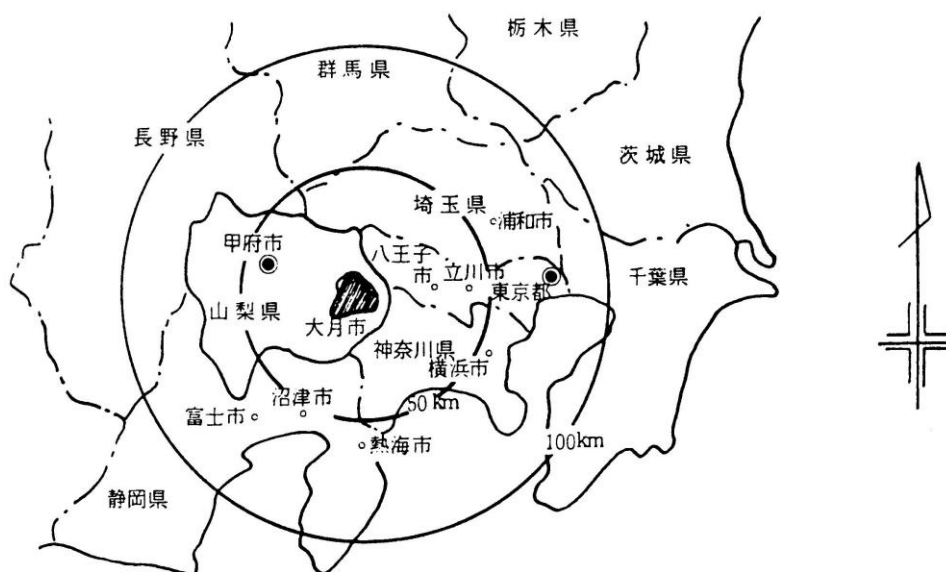 栃木県
群馬県
長野県
茨城県
埼玉県
浦和市
甲府市
八王子
市
立川市
東京都
千葉県
山梨県
大月市
神奈川県
横浜市
沼津市
富士市
50km
熱海市
100km
静岡県